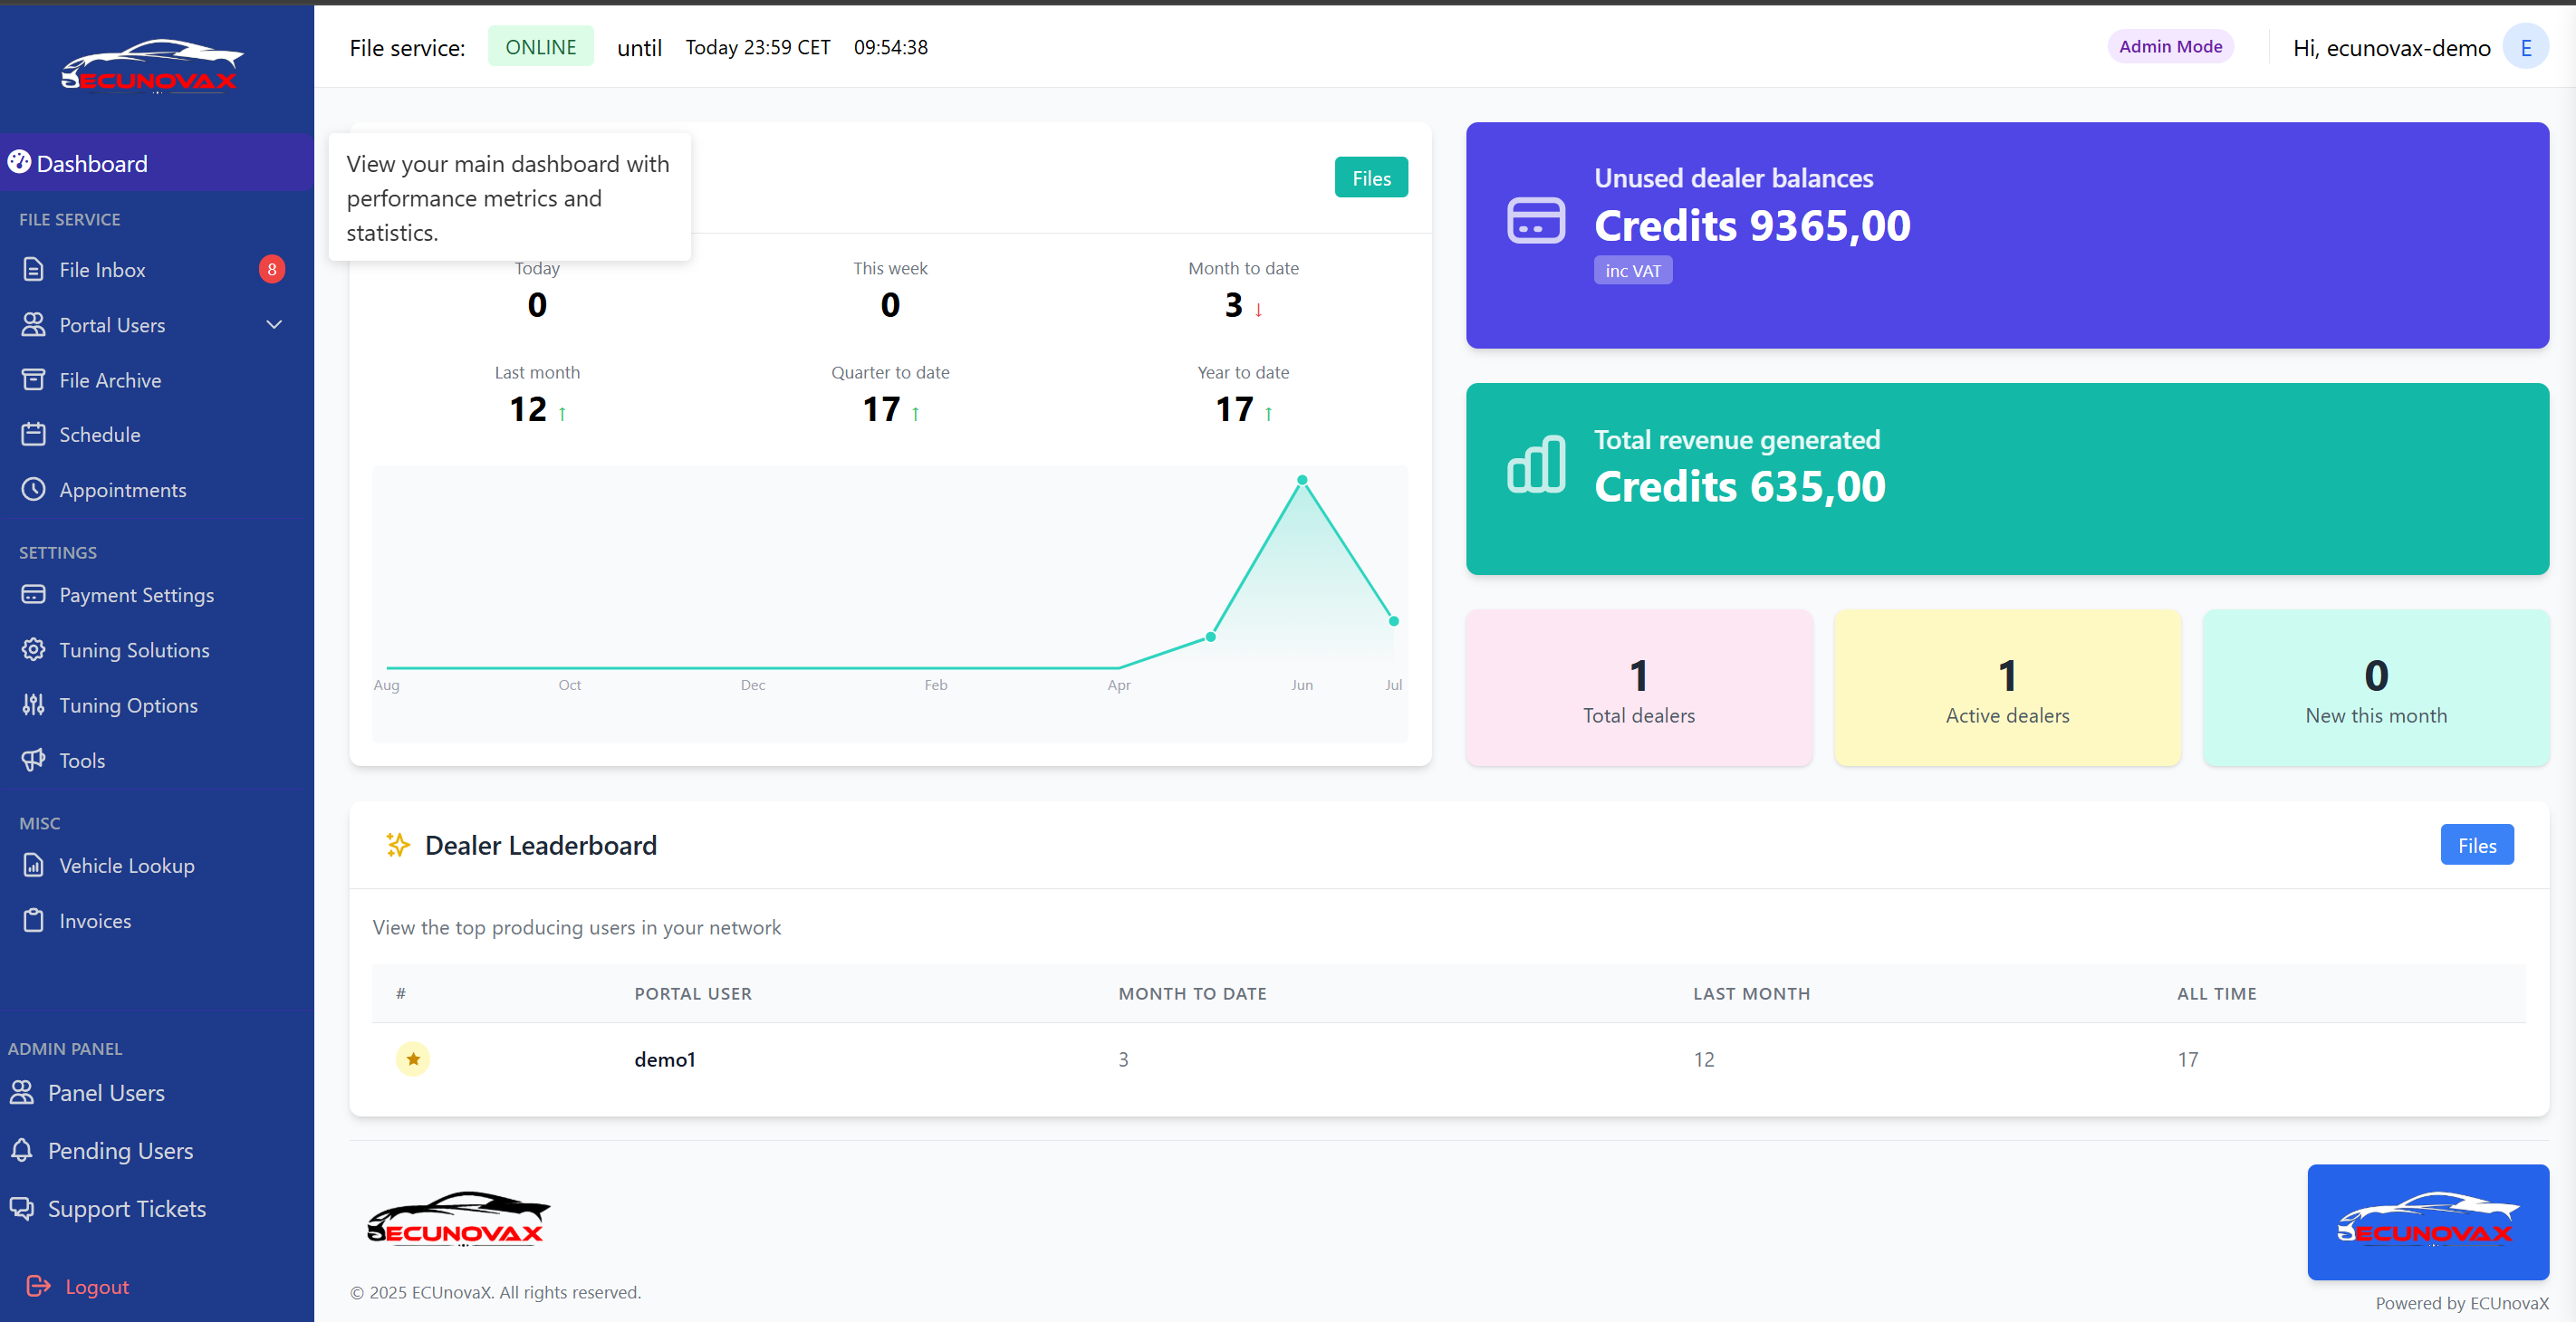 ECUNOVAX
File service: ONLINE until Today 23:59 CET 09:54:38
Admin Mode
Hi, ecunovax-demo E
Dashboard
FILE SERVICE
File Inbox 8
Portal Users
File Archive
Schedule
Appointments
SETTINGS
Payment Settings
Tuning Solutions
Tuning Options
Tools
MISC
Vehicle Lookup
Invoices
ADMIN PANEL
Panel Users
Pending Users
Support Tickets
Logout
View your main dashboard with
performance metrics and
statistics.
Files
Today This week Month to date
0 0 3 ↓
Last month Quarter to date Year to date
12 ↑ 17 ↑ 17 ↑
Aug Oct Dec Feb Apr Jun Jul
Unused dealer balances
Credits 9365,00
inc VAT
Total revenue generated
Credits 635,00
1
Total dealers
1
Active dealers
0
New this month
Dealer Leaderboard
Files
View the top producing users in your network
# PORTAL USER MONTH TO DATE LAST MONTH ALL TIME
demo1 3 12 17
ECUNOVAX
© 2025 ECUnovaX. All rights reserved.
ECUNOVAX
Powered by ECUnovaX